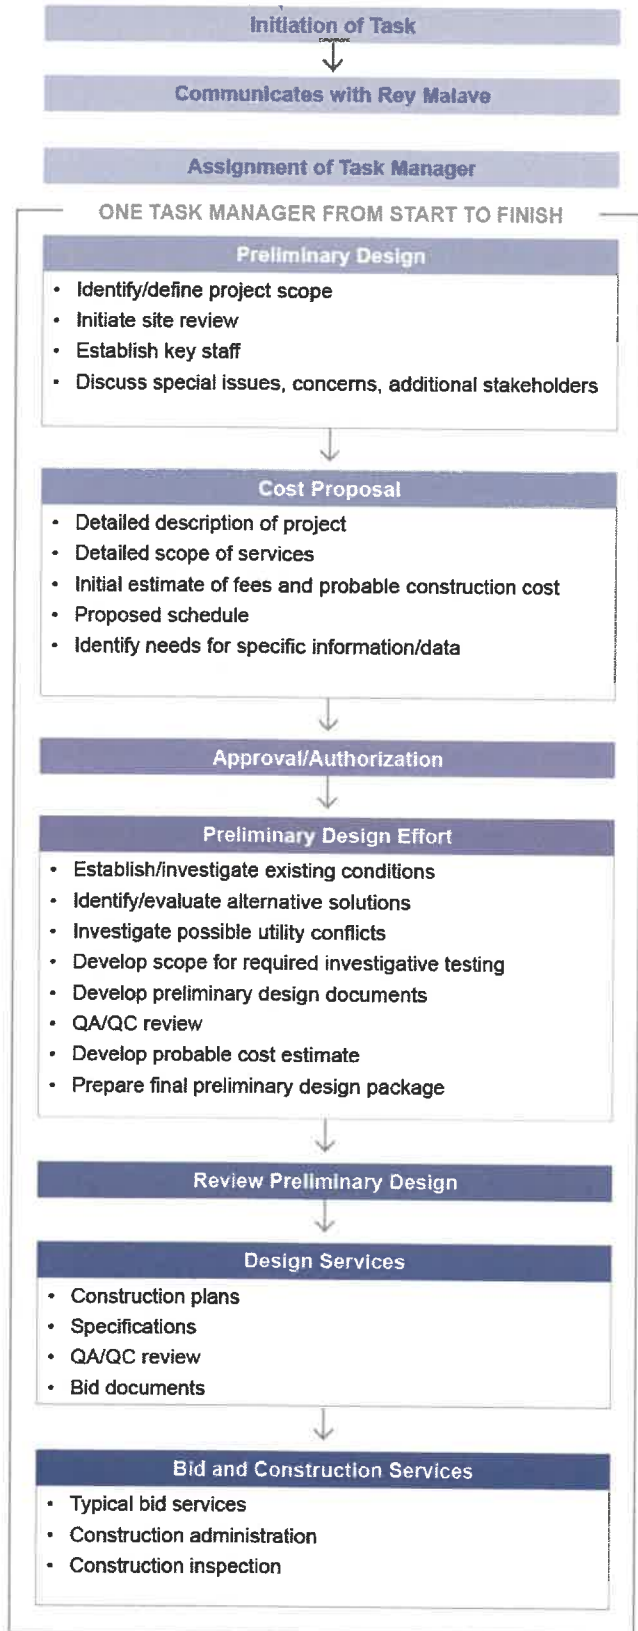 Initiation of Task
Communicates with Rey Malave
Assignment of Task Manager
ONE TASK MANAGER FROM START TO FINISH
Preliminary Design
• Identify/define project scope
• Initiate site review
• Establish key staff
• Discuss special issues, concerns, additional stakeholders
Cost Proposal
• Detailed description of project
• Detailed scope of services
• Initial estimate of fees and probable construction cost
• Proposed schedule
• Identify needs for specific information/data
Approval/Authorization
Preliminary Design Effort
• Establish/investigate existing conditions
• Identify/evaluate alternative solutions
• Investigate possible utility conflicts
• Develop scope for required investigative testing
• Develop preliminary design documents
• QA/QC review
• Develop probable cost estimate
• Prepare final preliminary design package
Review Preliminary Design
Design Services
• Construction plans
• Specifications
• QA/QC review
• Bid documents
Bid and Construction Services
• Typical bid services
• Construction administration
• Construction inspection